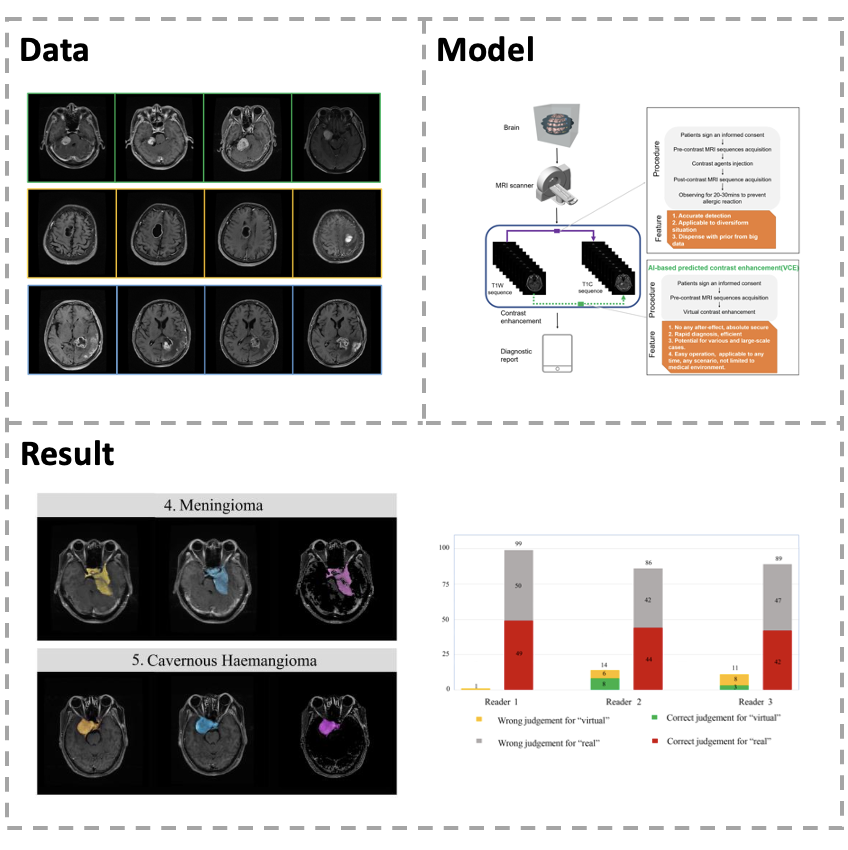 Data
Model
Brain
MRI scanner
T1W
sequence
T1C
sequence
Contrast
enhancement
Diagnostic
report
Procedure
Patients sign an informed consent
Pre-contrast MRI sequences acquisition
Contrast agents injection
Post-contrast MRI sequence acquisition
Observing for 20-30mins to prevent
allergic reaction
Feature
1. Accurate detection
2. Applicable to diversiform
situation
3. Dispense with prior from big
data
AI-based predicted contrast enhancement(VCE)
Procedure
Patients sign an informed consent
Pre-contrast MRI sequences acquisition
Virtual contrast enhancement
Feature
1. No any after-effect, absolute secure
2. Rapid diagnosis, efficient
3. Potential for various and large-scale
cases.
4. Easy operation, applicable to any
time, any scenario, not limited to
medical environment.
Result
4. Meningioma
5. Cavernous Haemangioma
100
75
50
25
0
1
99
50
49
14
6
8
86
42
44
11
8
3
89
47
42
Reader 1
Reader 2
Reader 3
Wrong judgement for “virtual”
Correct judgement for “virtual”
Wrong judgement for “real”
Correct judgement for “real”